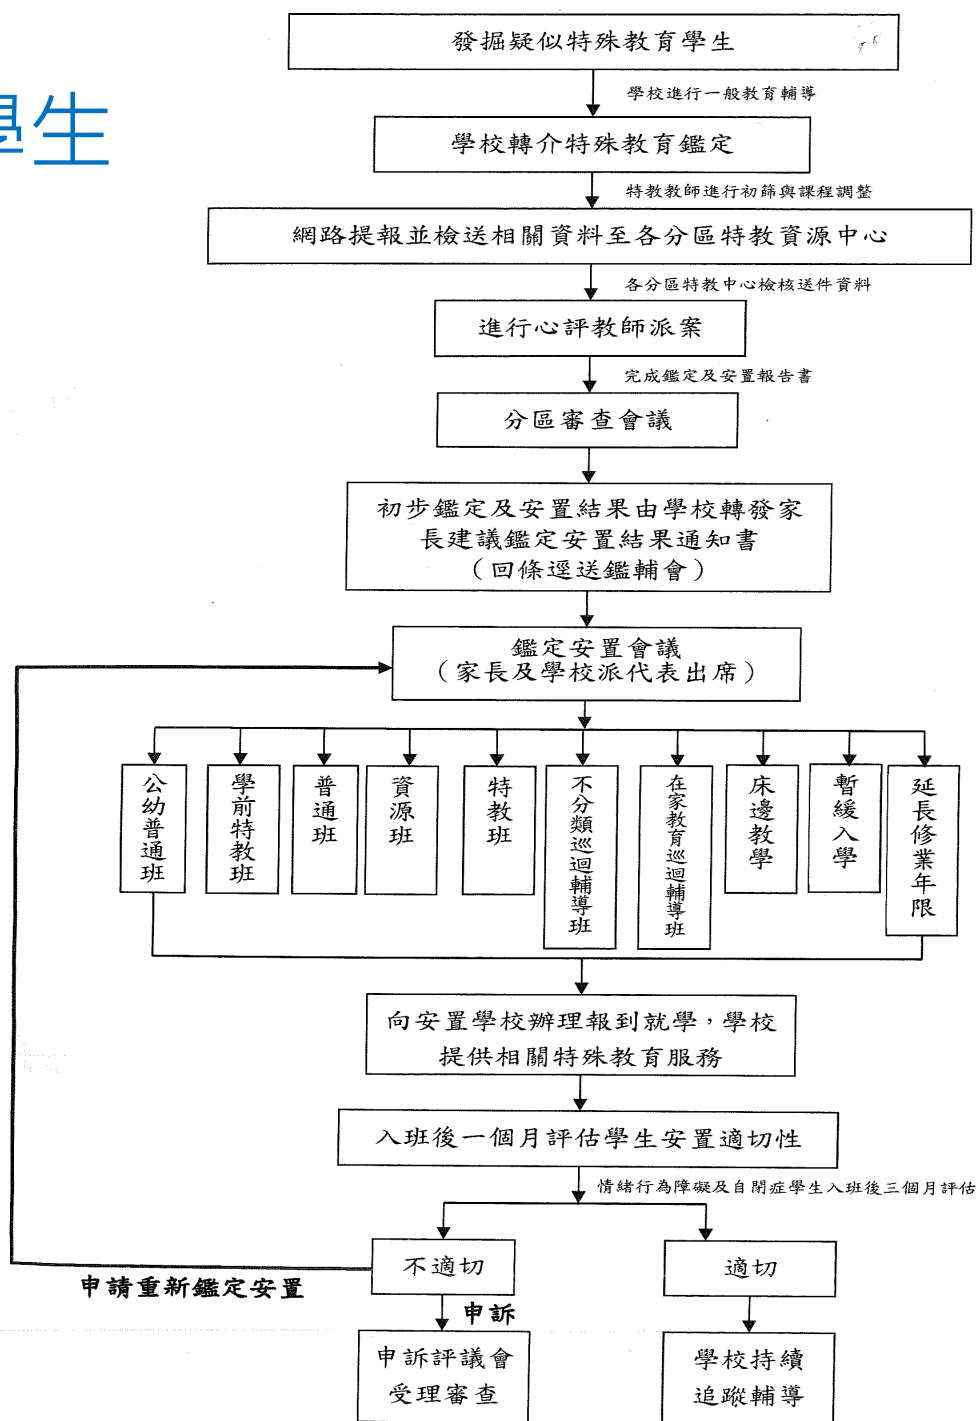 學生
發掘疑似特殊教育學生
學校進行一般教育輔導
學校轉介特殊教育鑑定
特教教師進行初篩與課程調整
網路提報並檢送相關資料至各分區特教資源中心
各分區特教中心檢核送件資料
進行心評教師派案
完成鑑定及安置報告書
分區審查會議
初步鑑定及安置結果由學校轉發家
長建議鑑定安置結果通知書
（回條逕送鑑輔會）
鑑定安置會議
（家長及學校派代表出席）
公幼普通班
學前特教班
普通班
資源班
特教班
不分類巡迴輔導班
在家教育巡迴輔導班
床邊教學
暫緩入學
延長修業年限
向安置學校辦理報到就學，學校
提供相關特殊教育服務
入班後一個月評估學生安置適切性
情緒行為障礙及自閉症學生入班後三個月評估
不適切
適切
申請重新鑑定安置
申訴
申訴評議會
受理審查
學校持續
追蹤輔導